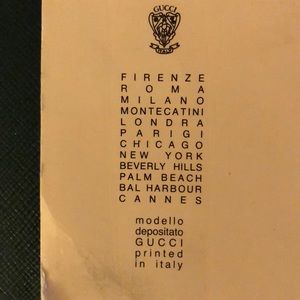 GUCCI
FIRENZE
ROMA
MILANO
MONTECATINI
LONDRA
PARIGI
CHICAGO
NEW YORK
BEVERLY HILLS
PALM BEACH
BAL HARBOUR
CANNES
modello
depositato
GUCCI
printed
in italy